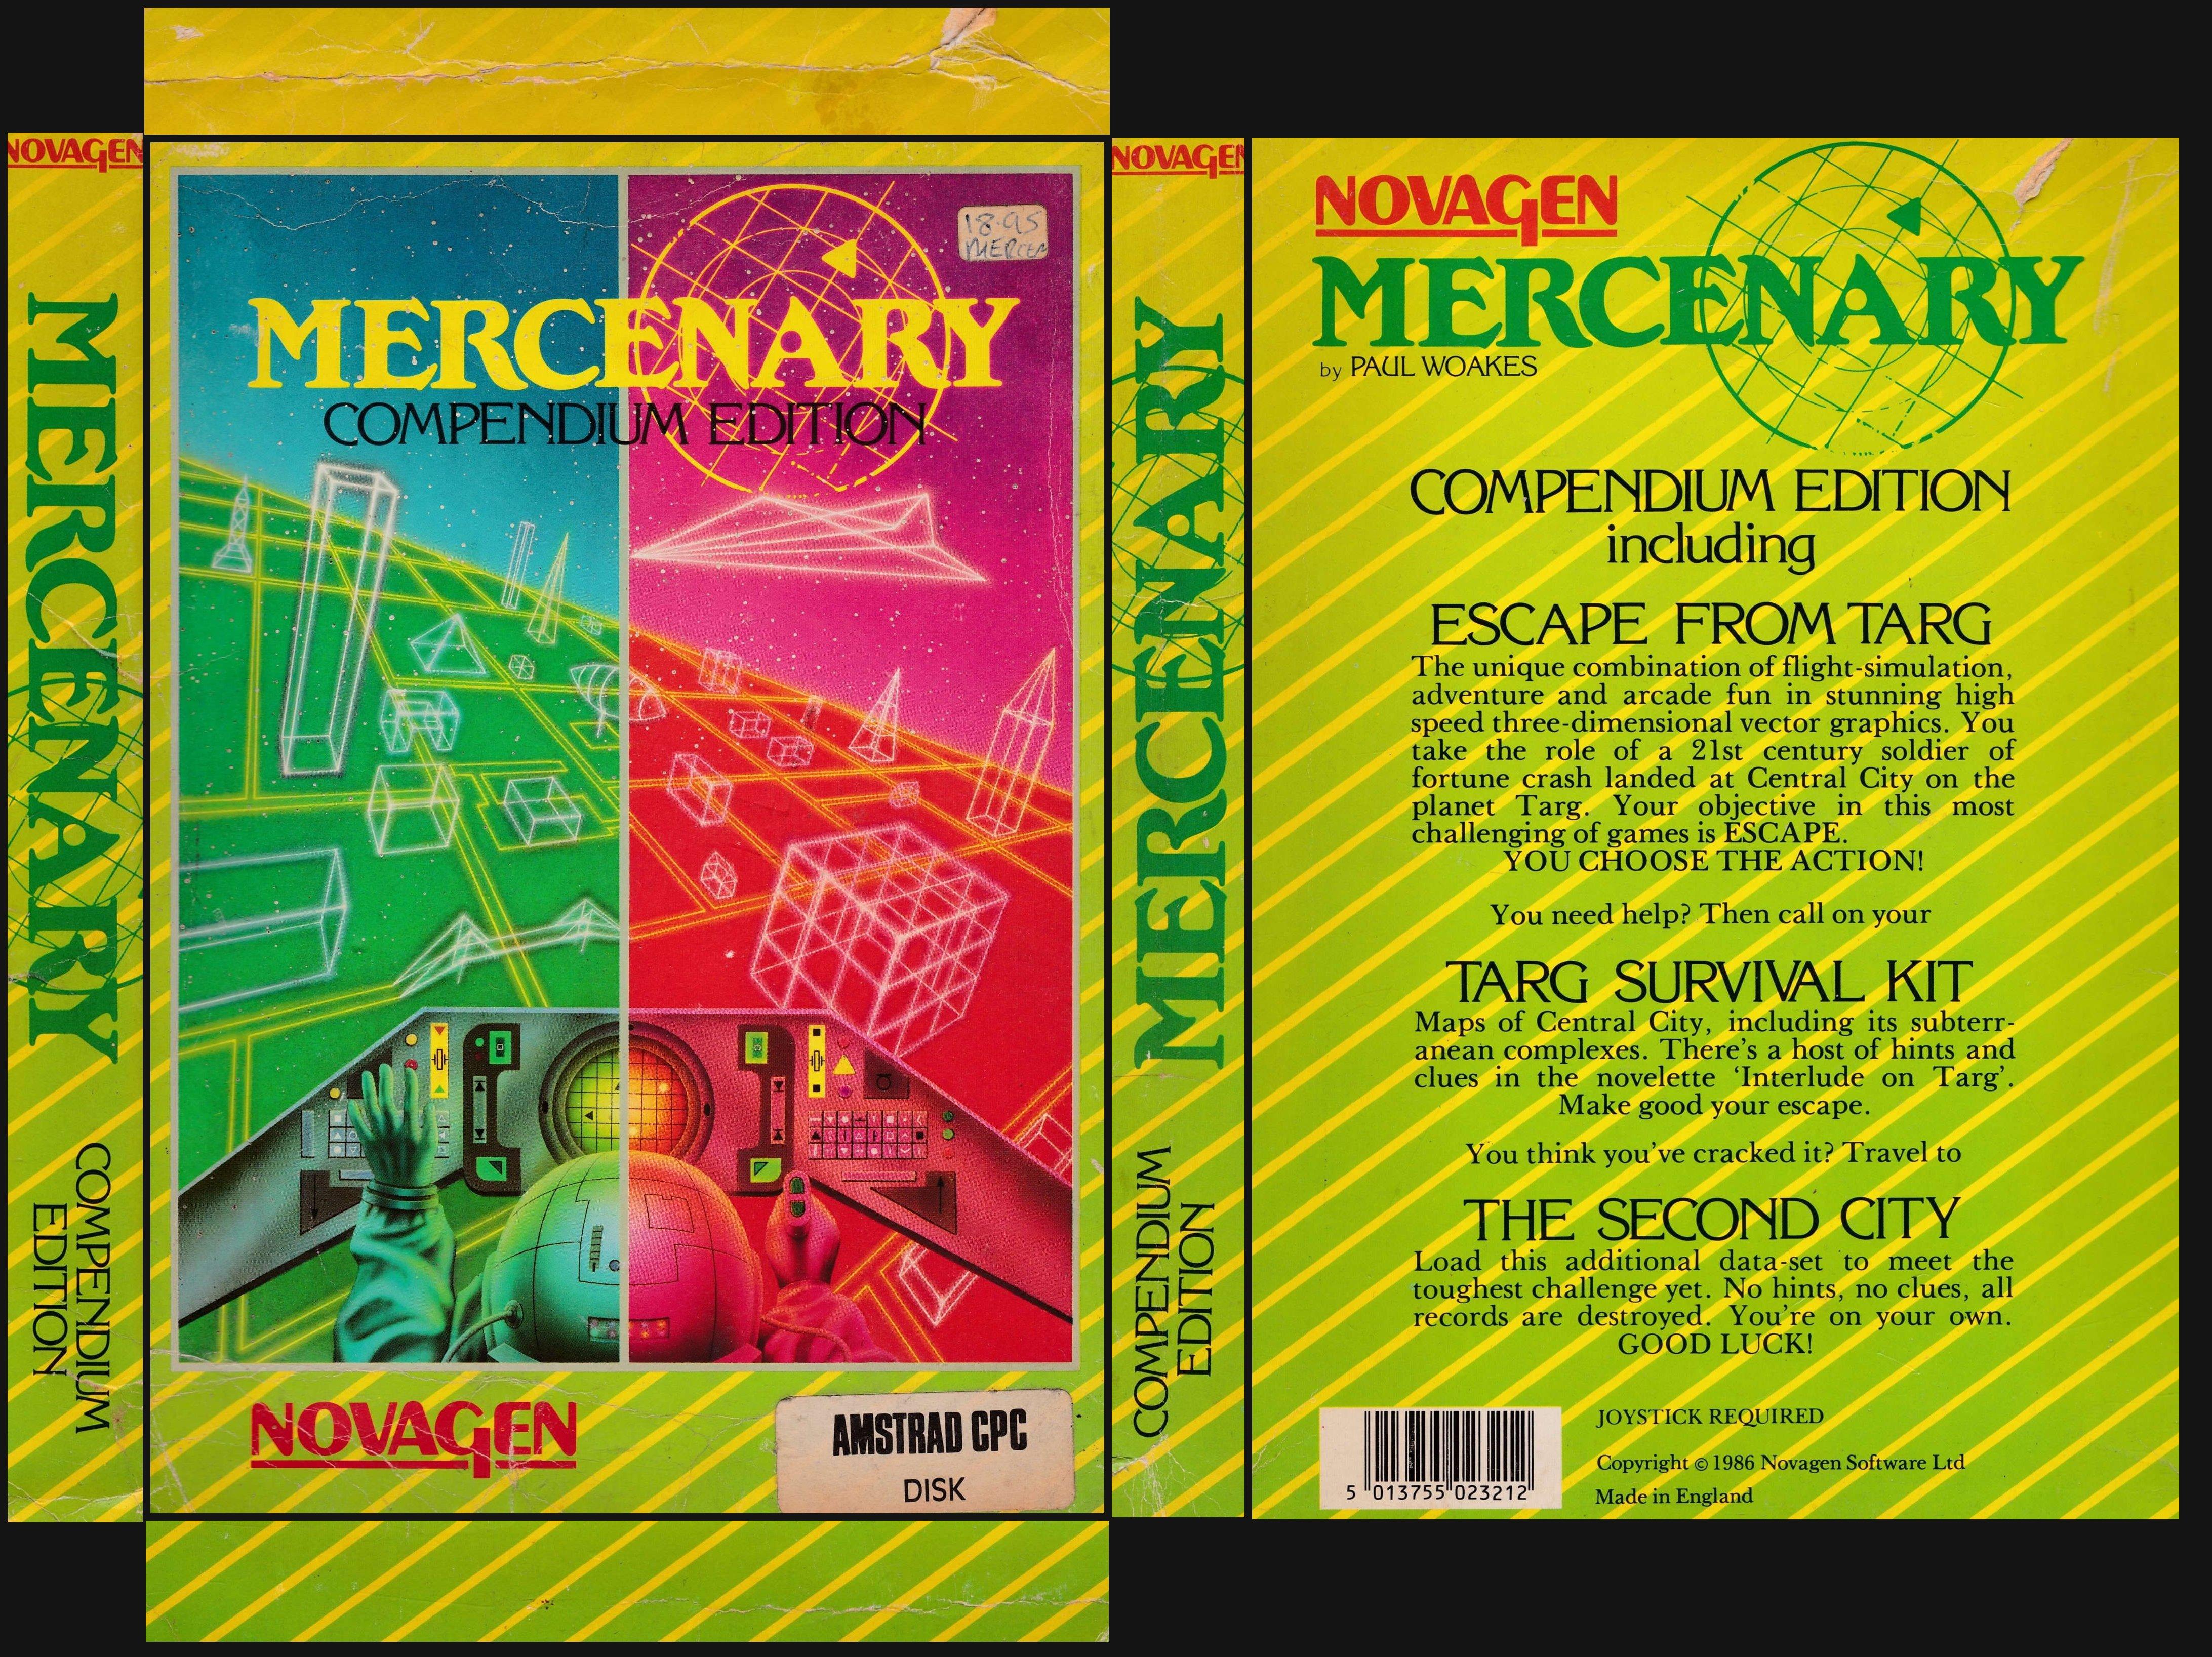 NOVAGEN
MERCENARY
COMPENDIUM
EDITION
18.95
MERCEN
MERCENARY
COMPENDIUM EDITION
NOVAGEN
AMSTRAD CPC
DISK
NOVAGEN
MERCENARY
COMPENDIUM
EDITION
NOVAGEN
MERCENARY
by PAUL WOAKES
COMPENDIUM EDITION
including
ESCAPE FROM TARG
The unique combination of flight-simulation,
adventure and arcade fun in stunning high
speed three-dimensional vector graphics. You
take the role of a 21st century soldier of
fortune crash landed at Central City on the
planet Targ. Your objective in this most
challenging of games is ESCAPE.
YOU CHOOSE THE ACTION!
You need help? Then call on your
TARG SURVIVAL KIT
Maps of Central City, including its subterr-
anean complexes. There's a host of hints and
clues in the novelette 'Interlude on Targ'.
Make good your escape.
You think you've cracked it? Travel to
THE SECOND CITY
Load this additional data-set to meet the
toughest challenge yet. No hints, no clues, all
records are destroyed. You're on your own.
GOOD LUCK!
JOYSTICK REQUIRED
Copyright © 1986 Novagen Software Ltd
Made in England
5 013755 023212